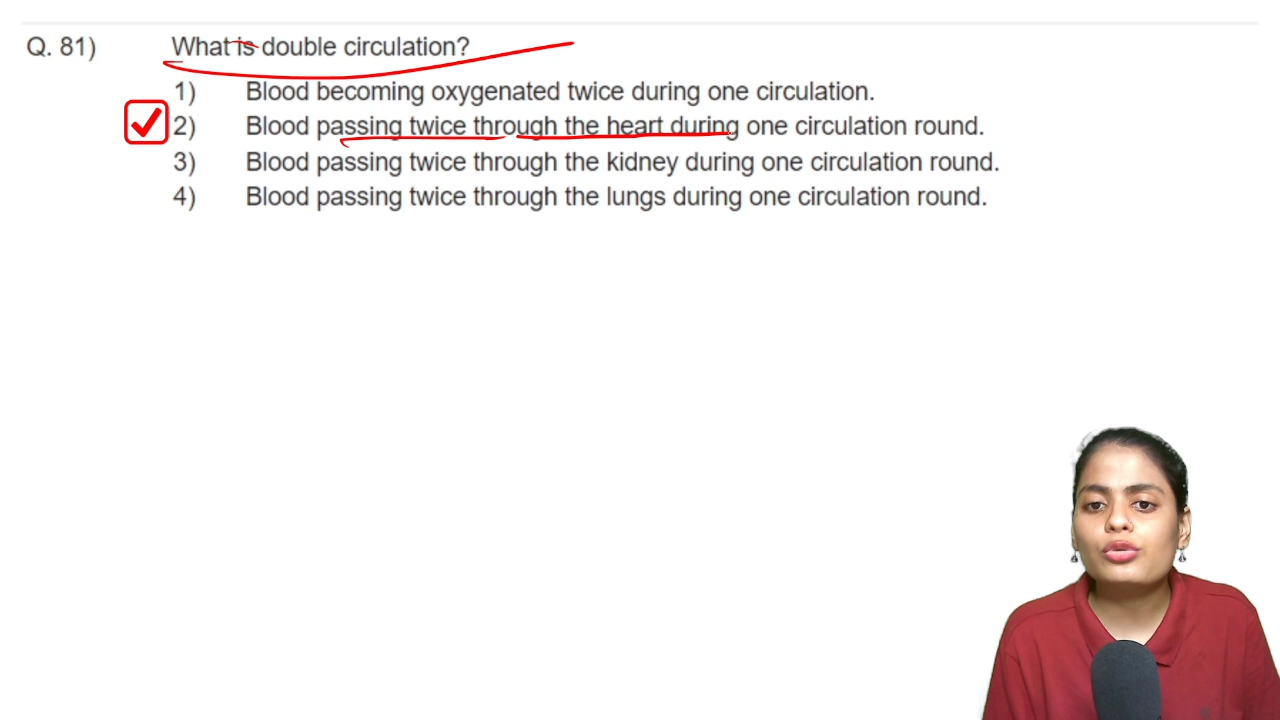 Q. 81) What is double circulation?
1) Blood becoming oxygenated twice during one circulation.
2) Blood passing twice through the heart during one circulation round.
3) Blood passing twice through the kidney during one circulation round.
4) Blood passing twice through the lungs during one circulation round.